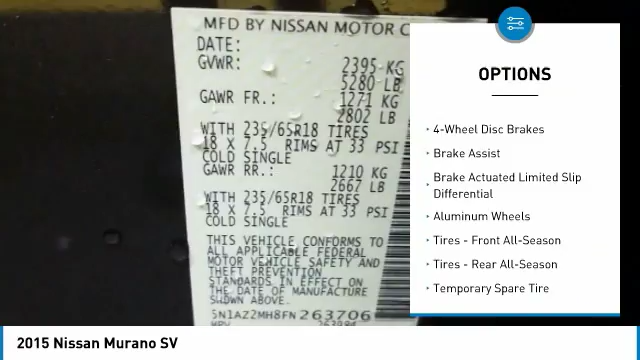 MFD BY NISSAN MOTOR C
DATE:
GVWR: 2395 KG
5280 LB
GAWR FR.: 1271 KG
2802 LB
WITH 235/65R18 TIRES
18 X 7.5 RIMS AT 33 PSI
COLD SINGLE
GAWR RR.: 1210 KG
2667 LB
WITH 235/65R18 TIRES
18 X 7.5 RIMS AT 33 PSI
COLD SINGLE
THIS VEHICLE CONFORMS TO
ALL APPLICABLE FEDERAL
MOTOR VEHICLE SAFETY AND
THEFT PREVENTION
STANDARDS IN EFFECT ON
THE DATE OF MANUFACTURE
SHOWN ABOVE.
5N1AZ2MH8FN263706
OPTIONS
4-Wheel Disc Brakes
Brake Assist
Brake Actuated Limited Slip
Differential
Aluminum Wheels
Tires - Front All-Season
Tires - Rear All-Season
Temporary Spare Tire
2015 Nissan Murano SV